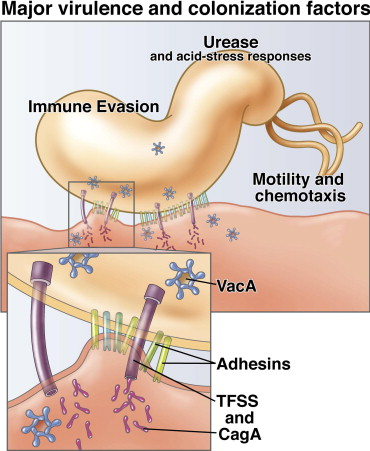 Major virulence and colonization factors
Urease
and acid-stress responses
Immune Evasion
Motility and
chemotaxis
VacA
Adhesins
TFSS
and
CagA